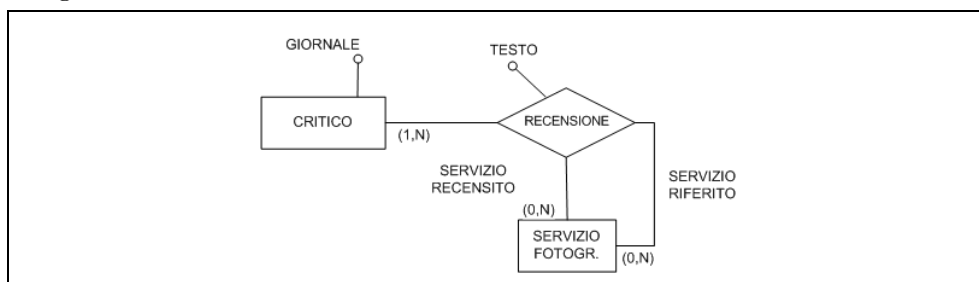 GIORNALE
TESTO
CRITICO
RECENSIONE
(1,N)
SERVIZIO
RECENSITO
SERVIZIO
RIFERITO
(0,N)
SERVIZIO
FOTOGR.
(0,N)